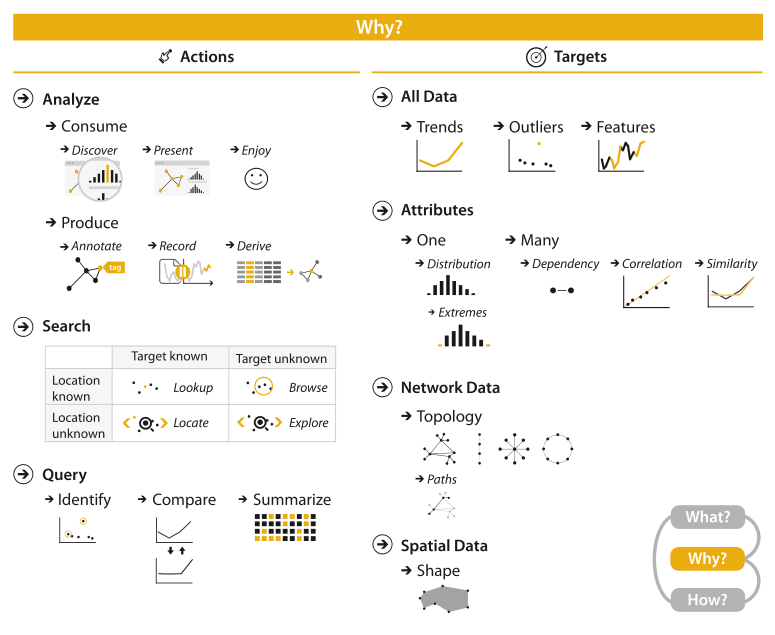 Why?
Actions
Analyze
Consume
Discover
Present
Enjoy
Produce
Annotate
Record
Derive
tag
Search
Target known
Target unknown
Location known
Lookup
Browse
Location unknown
Locate
Explore
Query
Identify
Compare
Summarize
Targets
All Data
Trends
Outliers
Features
Attributes
One
Many
Distribution
Dependency
Correlation
Similarity
Extremes
Network Data
Topology
Paths
Spatial Data
Shape
What?
Why?
How?